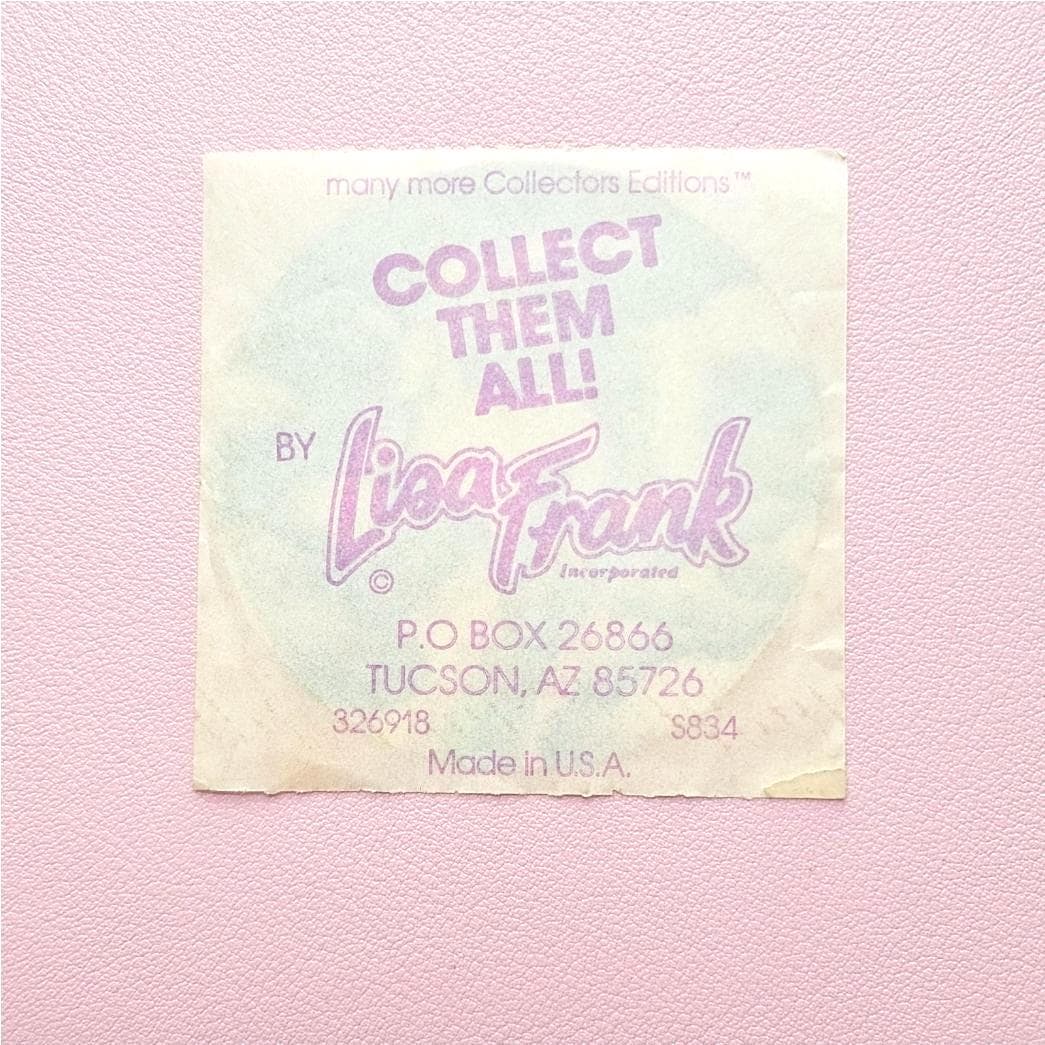 many more Collectors Editions™
COLLECT
THEM
ALL!
BY Lisa Frank
©
Incorporated
P.O BOX 26866
TUCSON, AZ 85726
326918 S834
Made in U.S.A.